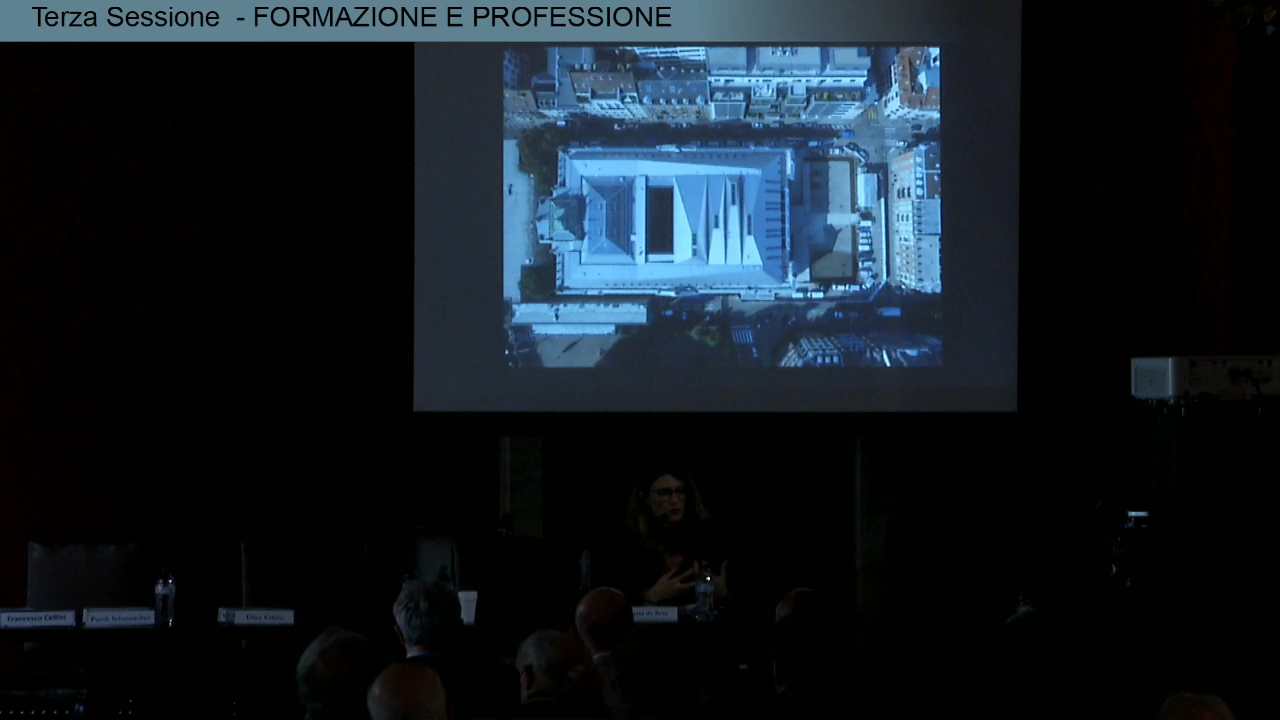 Terza Sessione - FORMAZIONE E PROFESSIONE
Francesco Cellini
Patrik Schumacher